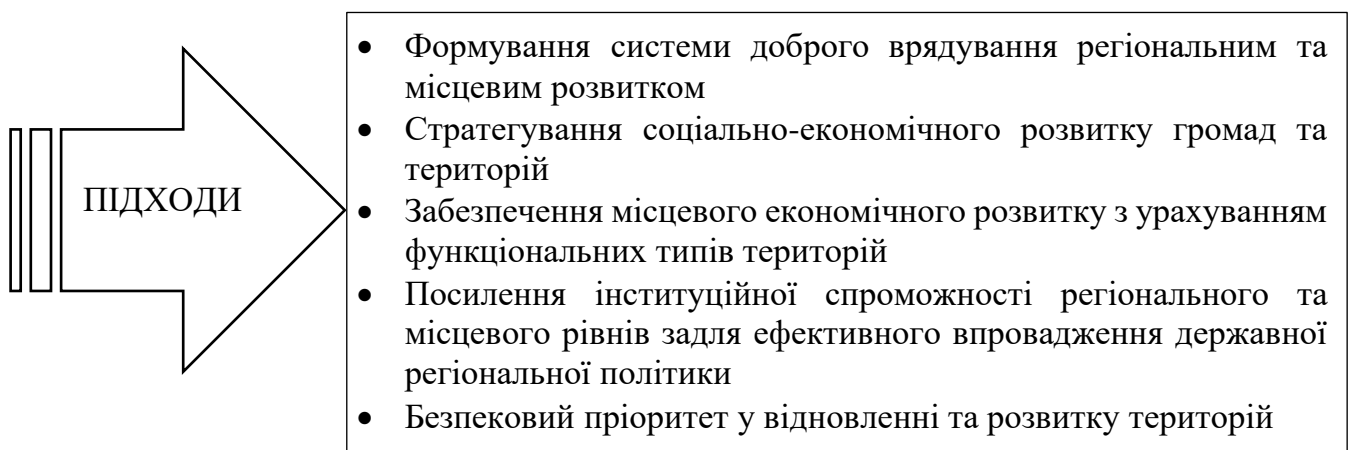 ПІДХОДИ
• Формування системи доброго врядування регіональним та
місцевим розвитком
• Стратегування соціально-економічного розвитку громад та
територій
• Забезпечення місцевого економічного розвитку з урахуванням
функціональних типів територій
• Посилення інституційної спроможності регіонального та
місцевого рівнів задля ефективного впровадження державної
регіональної політики
• Безпековий пріоритет у відновленні та розвитку територій